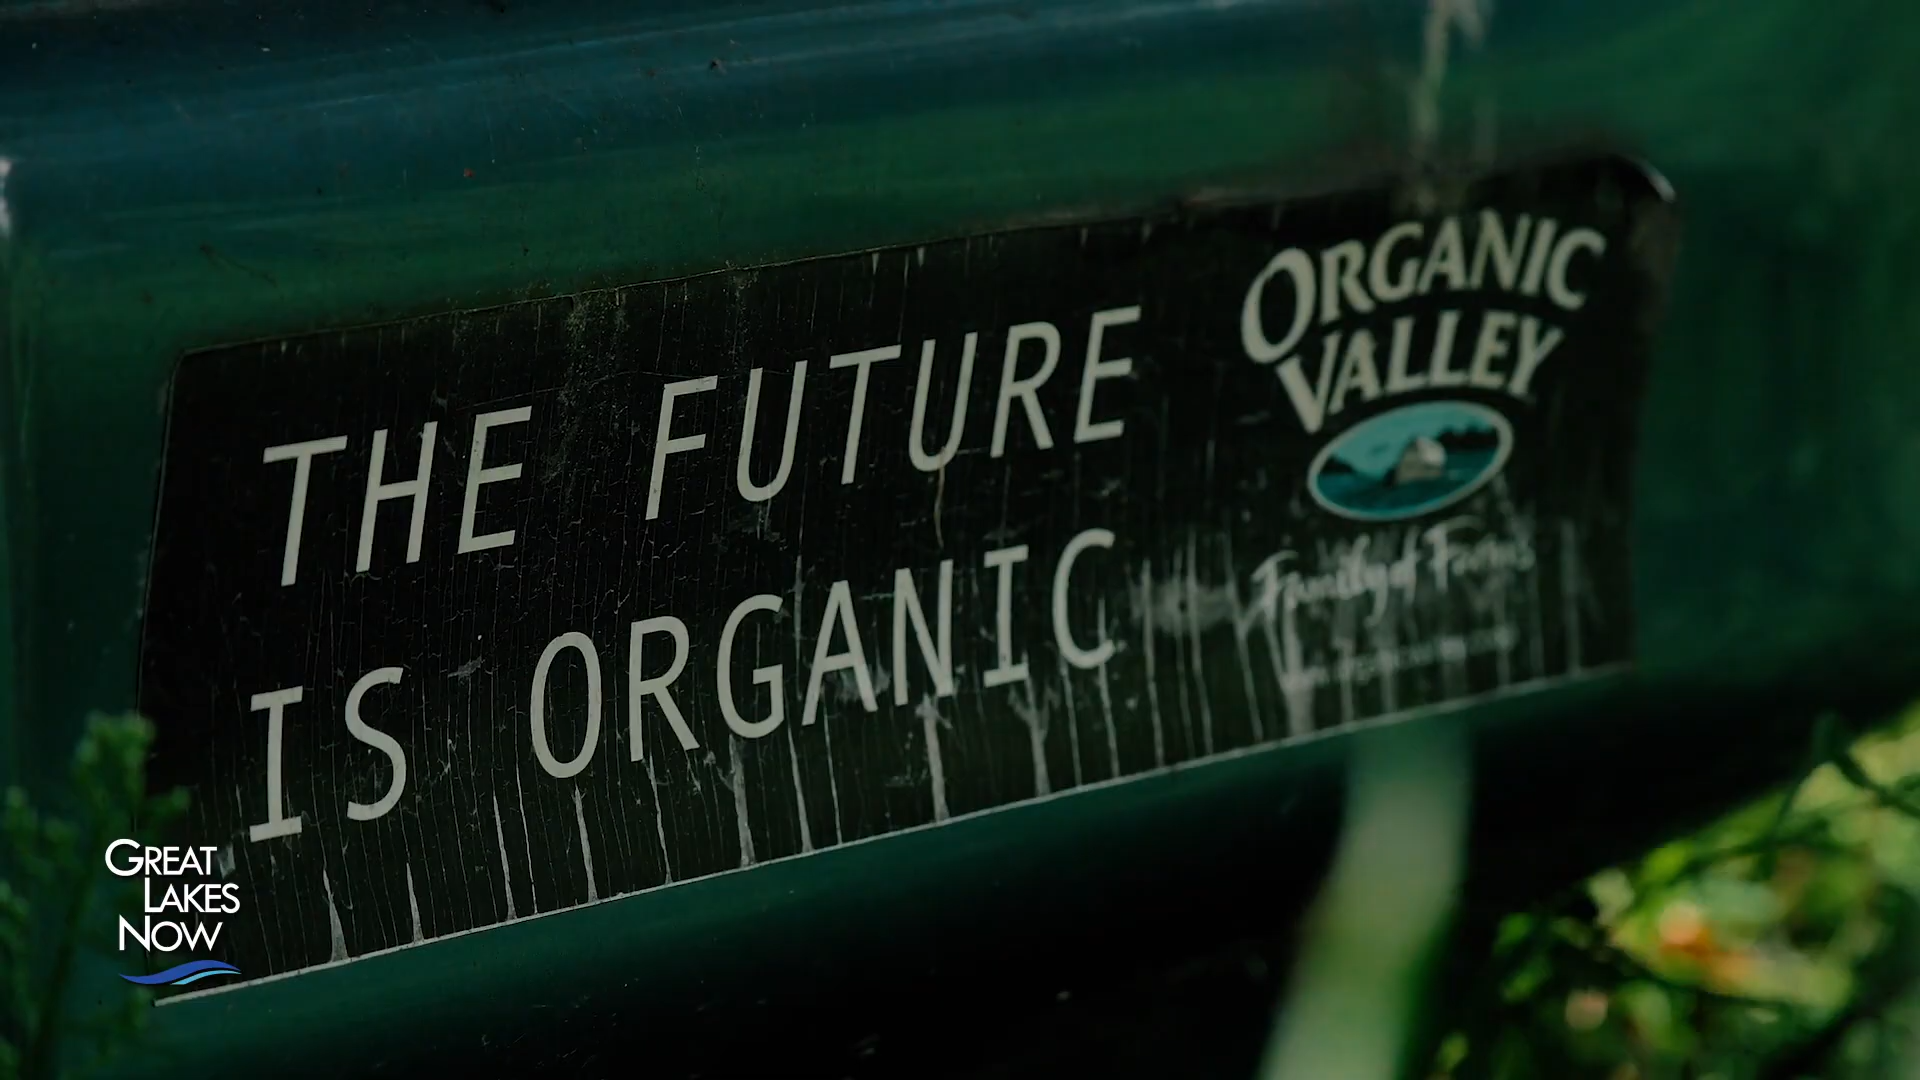 THE FUTURE
IS ORGANIC
ORGANIC
VALLEY
Family of Farms
GREAT
LAKES
NOW